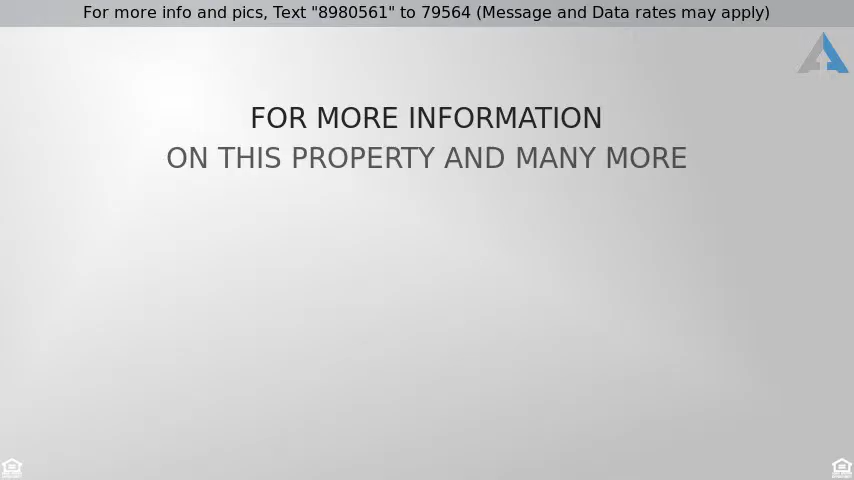 For more info and pics, Text "8980561" to 79564 (Message and Data rates may apply)
FOR MORE INFORMATION
ON THIS PROPERTY AND MANY MORE